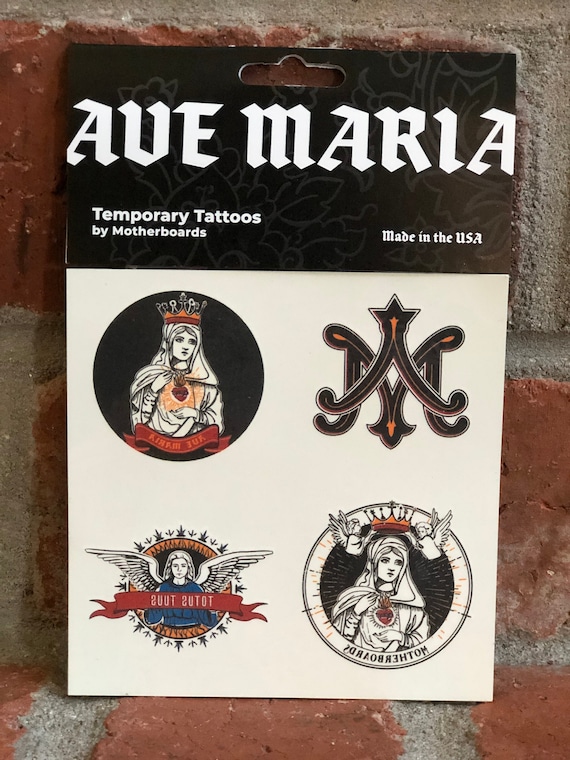 AVE MARIA
Temporary Tattoos
by Motherboards
Made in the USA
AVE MARIA
TOTUS TUUS
MOTHERBOARDS